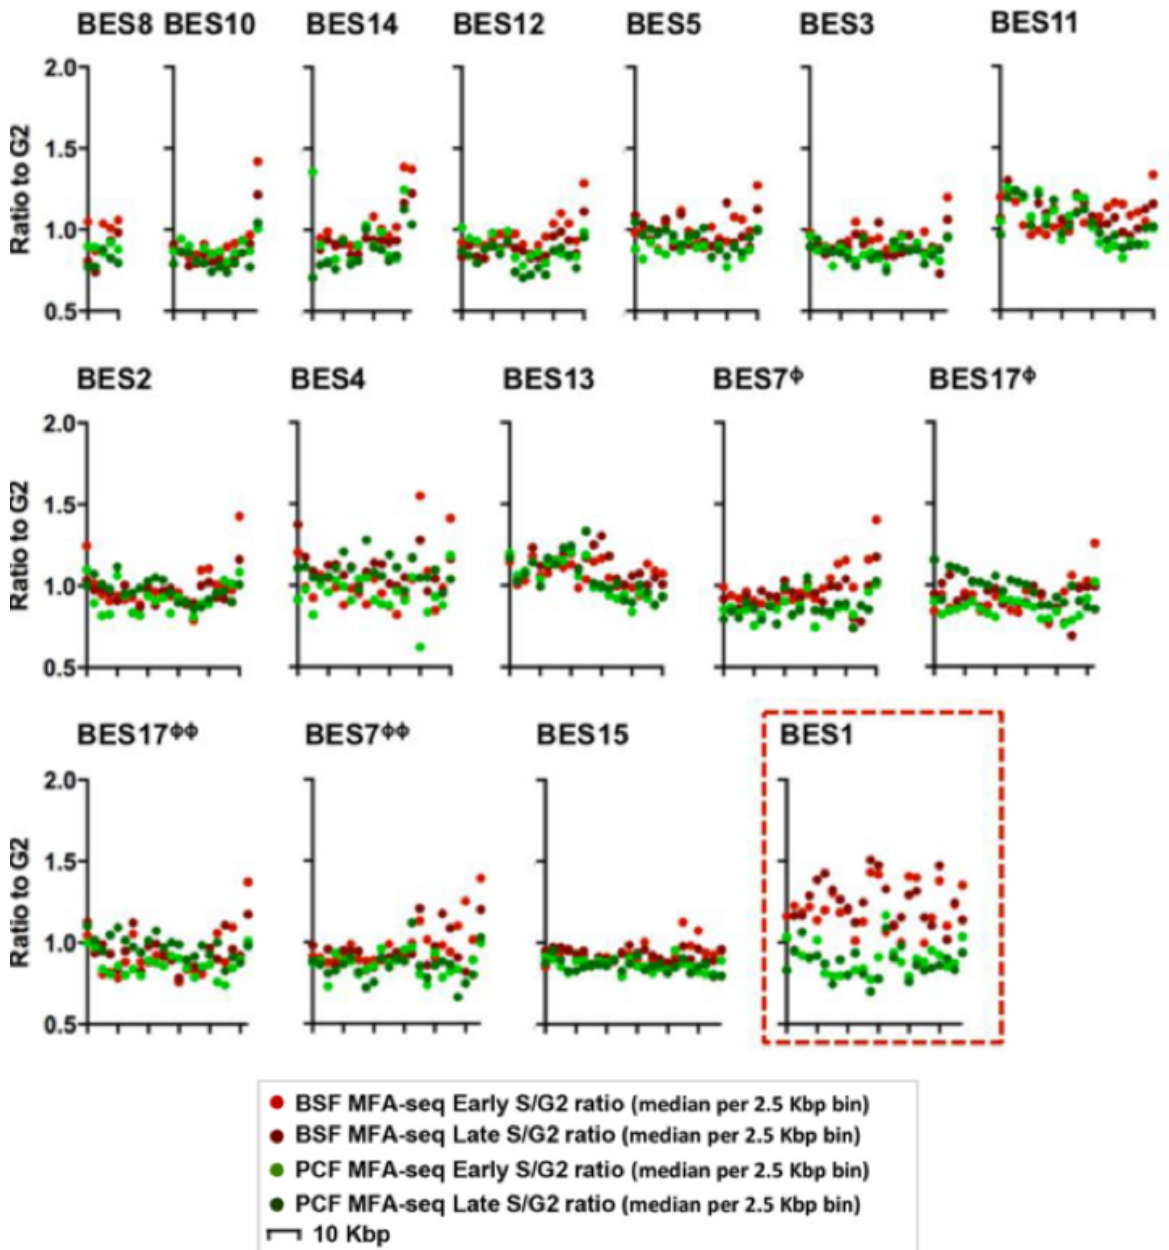 BES8 BES10 BES14 BES12 BES5 BES3 BES11
2.0
1.5
1.0
0.5
Ratio to G2
BES2 BES4 BES13 BES7ᶲ BES17ᶲ
2.0
1.5
1.0
0.5
Ratio to G2
BES17ᶲᶲ BES7ᶲᶲ BES15 BES1
2.0
1.5
1.0
0.5
Ratio to G2
BSF MFA-seq Early S/G2 ratio (median per 2.5 Kbp bin)
BSF MFA-seq Late S/G2 ratio (median per 2.5 Kbp bin)
PCF MFA-seq Early S/G2 ratio (median per 2.5 Kbp bin)
PCF MFA-seq Late S/G2 ratio (median per 2.5 Kbp bin)
10 Kbp